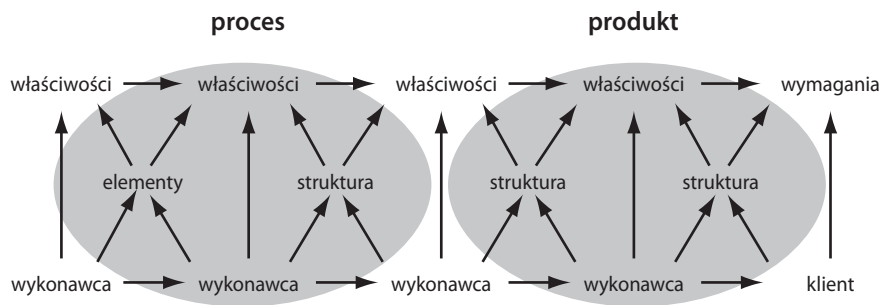 proces produkt
właściwości właściwości właściwości właściwości wymagania
elementy struktura struktura struktura
wykonawca wykonawca wykonawca wykonawca klient